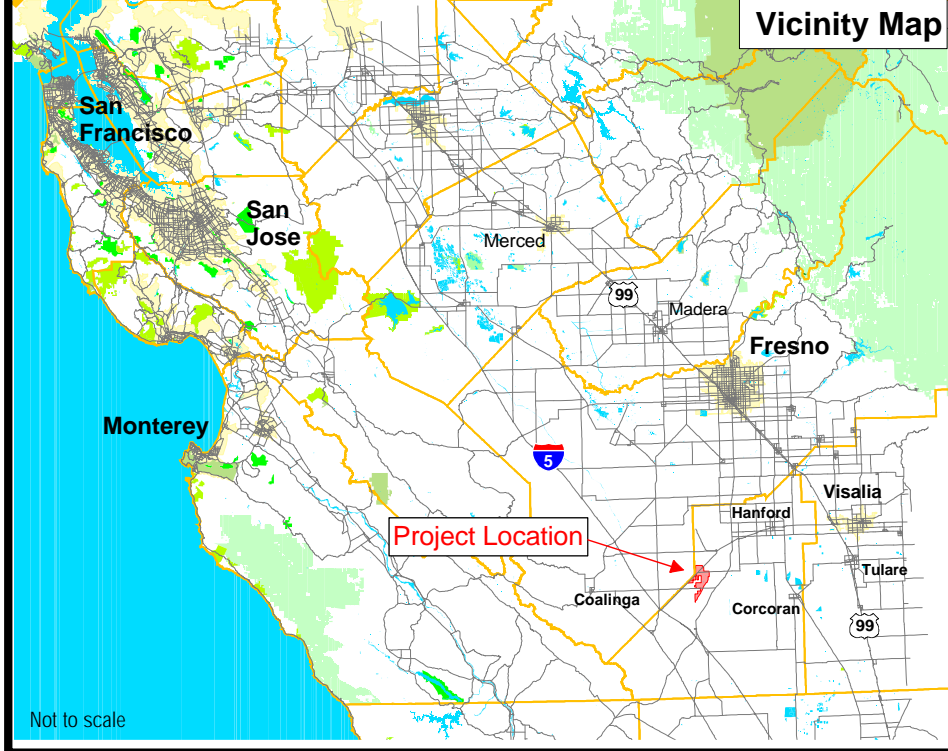 Vicinity Map
San
Francisco
San
Jose
Merced
99
Madera
Fresno
Monterey
5
Visalia
Hanford
Project Location
Tulare
Coalinga
Corcoran
99
Not to scale